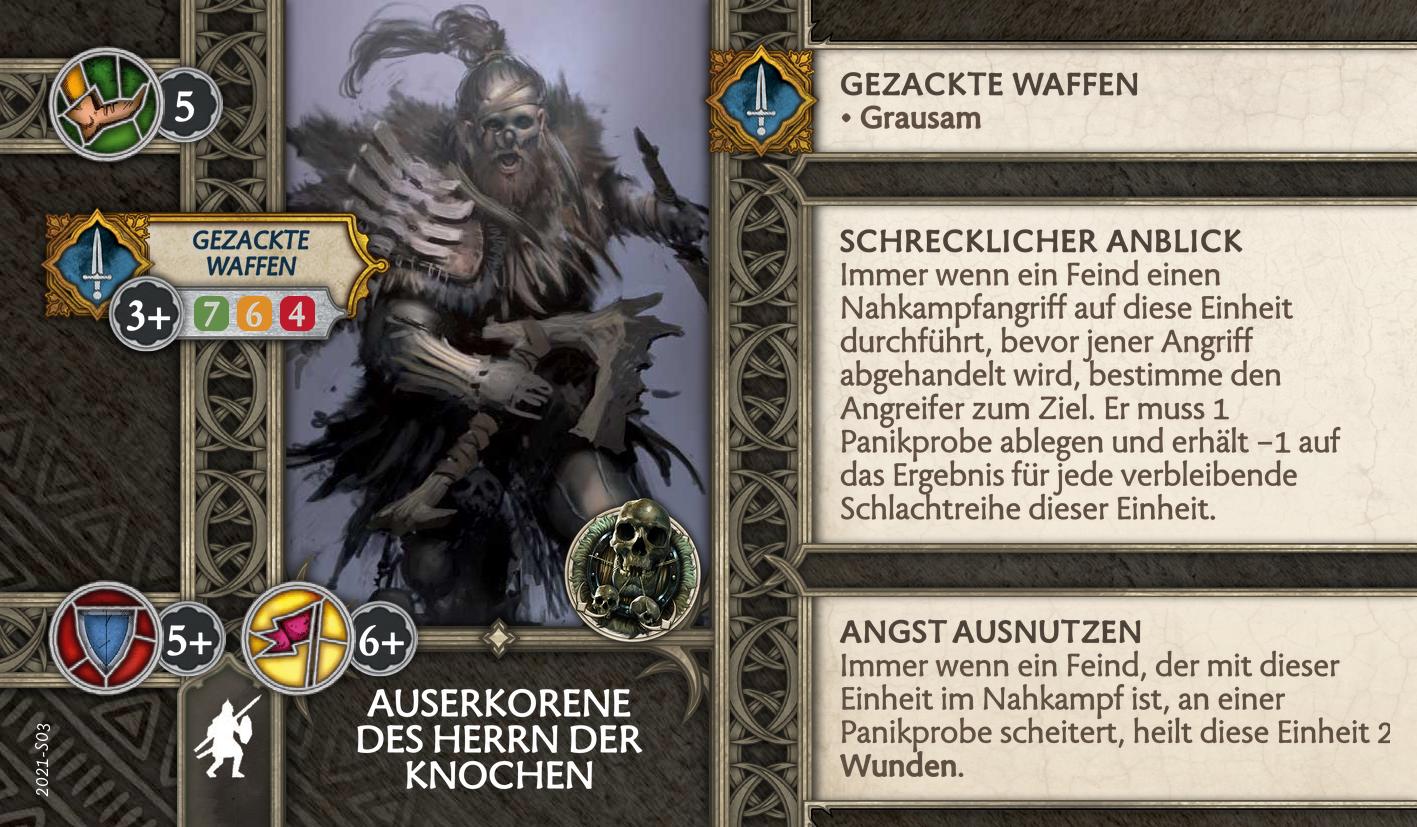 5
GEZACKTE
WAFFEN
3+ 7 6 4
5+ 6+
AUSERKORENE
DES HERRN DER
KNOCHEN
2021-S03
GEZACKTE WAFFEN
• Grausam
SCHRECKLICHER ANBLICK
Immer wenn ein Feind einen
Nahkampfangriff auf diese Einheit
durchführt, bevor jener Angriff
abgehandelt wird, bestimme den
Angreifer zum Ziel. Er muss 1
Panikprobe ablegen und erhält –1 auf
das Ergebnis für jede verbleibende
Schlachtreihe dieser Einheit.
ANGST AUSNUTZEN
Immer wenn ein Feind, der mit dieser
Einheit im Nahkampf ist, an einer
Panikprobe scheitert, heilt diese Einheit 2
Wunden.